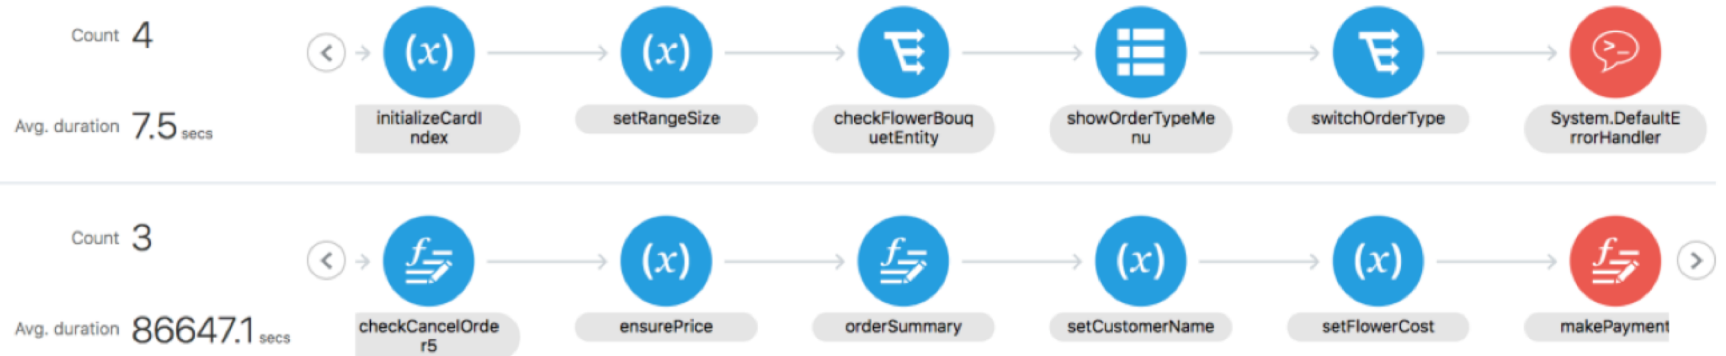 Count 4
(x)
(x)
>_
initializeCardI
ndex
setRangeSize
checkFlowerBouq
uetEntity
showOrderTypeMe
nu
switchOrderType
System.DefaultE
rrorHandler
Avg. duration 7.5 secs
Count 3
f
(x)
f
(x)
(x)
f
Avg. duration 86647.1 secs
checkCancelOrde
r5
ensurePrice
orderSummary
setCustomerName
setFlowerCost
makePayment